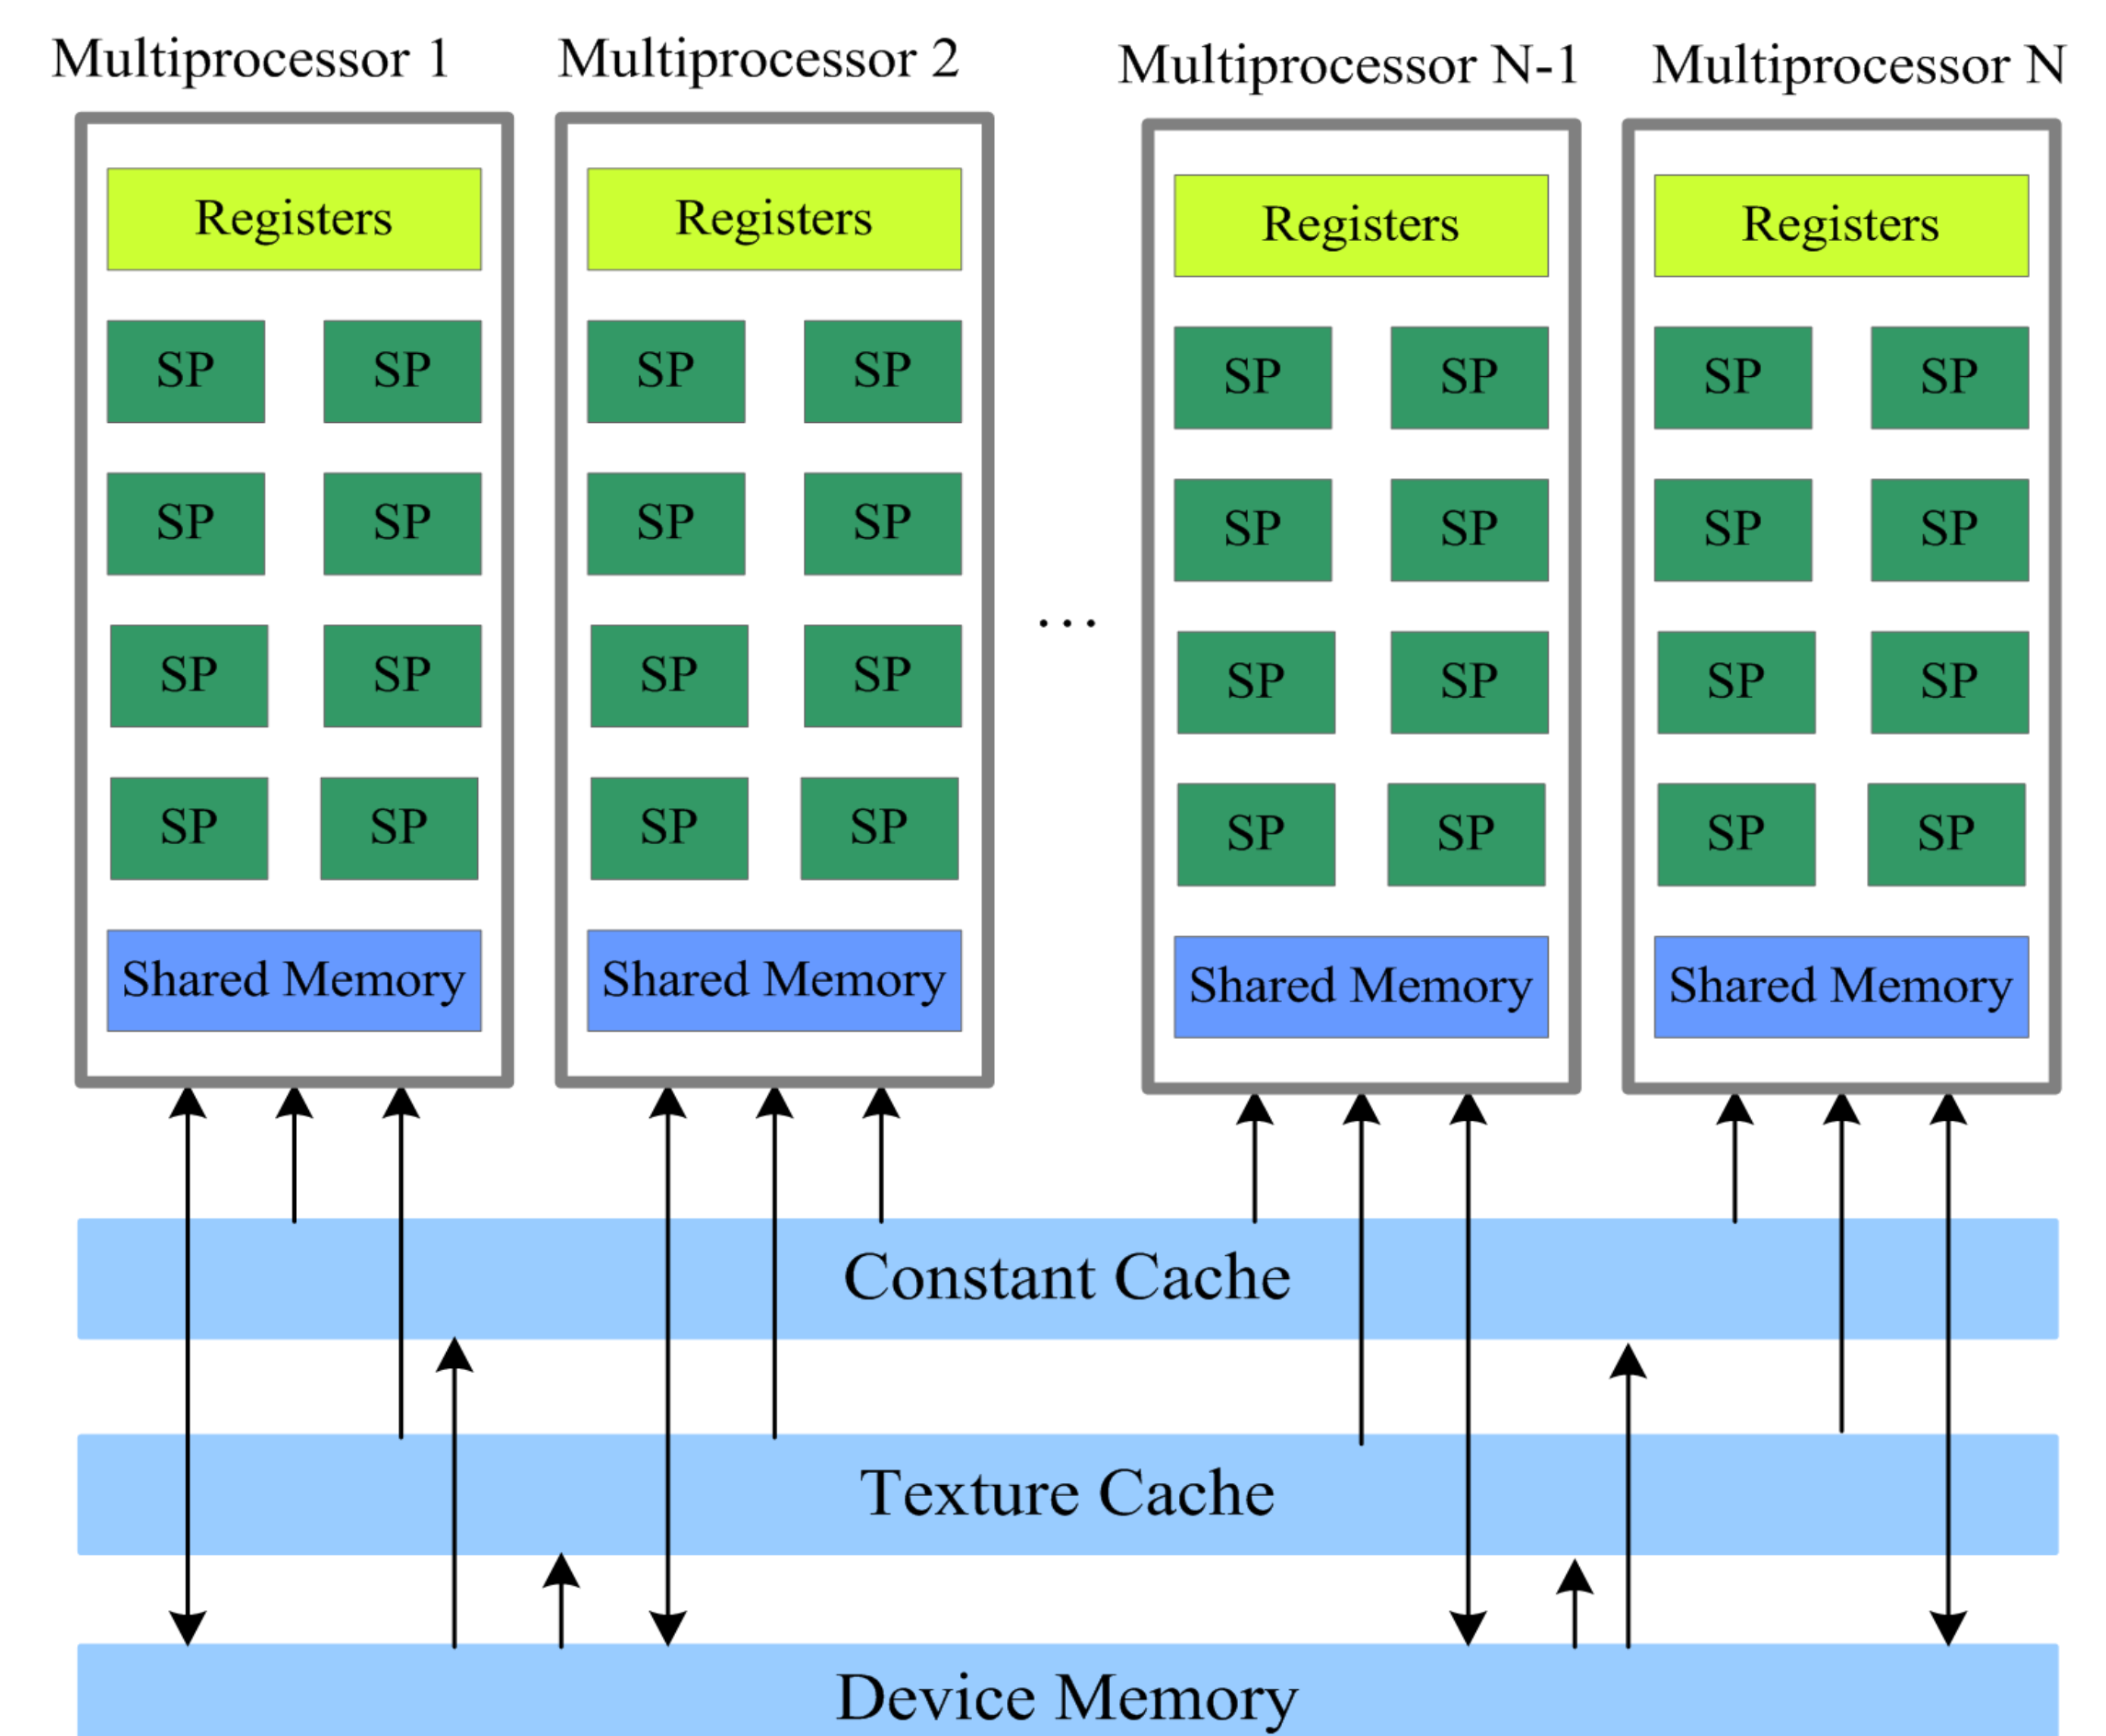 Multiprocessor 1 Multiprocessor 2 Multiprocessor N-1 Multiprocessor N
Registers Registers Registers Registers
SP SP SP SP SP SP SP SP
SP SP SP SP SP SP SP SP
...
SP SP SP SP SP SP SP SP
SP SP SP SP SP SP SP SP
Shared Memory Shared Memory Shared Memory Shared Memory
Constant Cache
Texture Cache
Device Memory